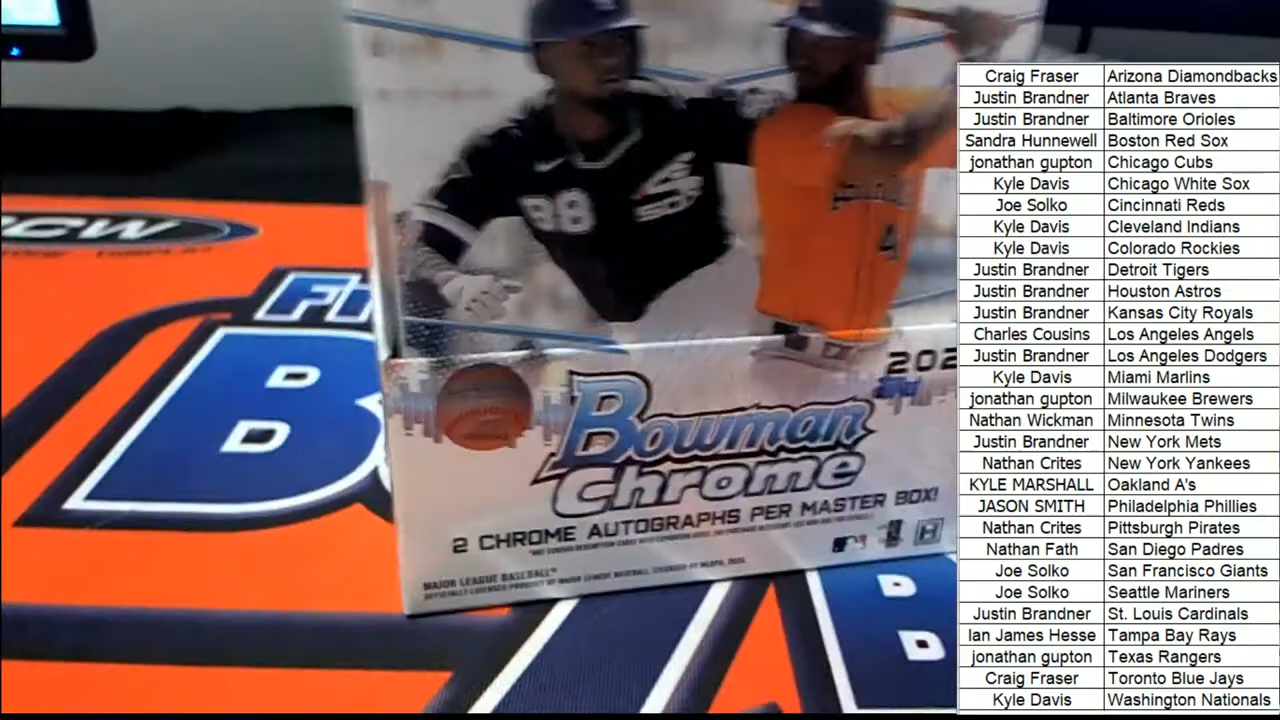 CW
Fi
B
98
SOX
4
202
Bowman
Chrome
2 CHROME AUTOGRAPHS PER MASTER BOX!
MAJOR LEAGUE BASEBALL
Craig Fraser Arizona Diamondbacks
Justin Brandner Atlanta Braves
Justin Brandner Baltimore Orioles
Sandra Hunnewell Boston Red Sox
jonathan gupton Chicago Cubs
Kyle Davis Chicago White Sox
Joe Solko Cincinnati Reds
Kyle Davis Cleveland Indians
Kyle Davis Colorado Rockies
Justin Brandner Detroit Tigers
Justin Brandner Houston Astros
Justin Brandner Kansas City Royals
Charles Cousins Los Angeles Angels
Justin Brandner Los Angeles Dodgers
Kyle Davis Miami Marlins
jonathan gupton Milwaukee Brewers
Nathan Wickman Minnesota Twins
Justin Brandner New York Mets
Nathan Crites New York Yankees
KYLE MARSHALL Oakland A's
JASON SMITH Philadelphia Phillies
Nathan Crites Pittsburgh Pirates
Nathan Fath San Diego Padres
Joe Solko San Francisco Giants
Joe Solko Seattle Mariners
Justin Brandner St. Louis Cardinals
Ian James Hesse Tampa Bay Rays
jonathan gupton Texas Rangers
Craig Fraser Toronto Blue Jays
Kyle Davis Washington Nationals